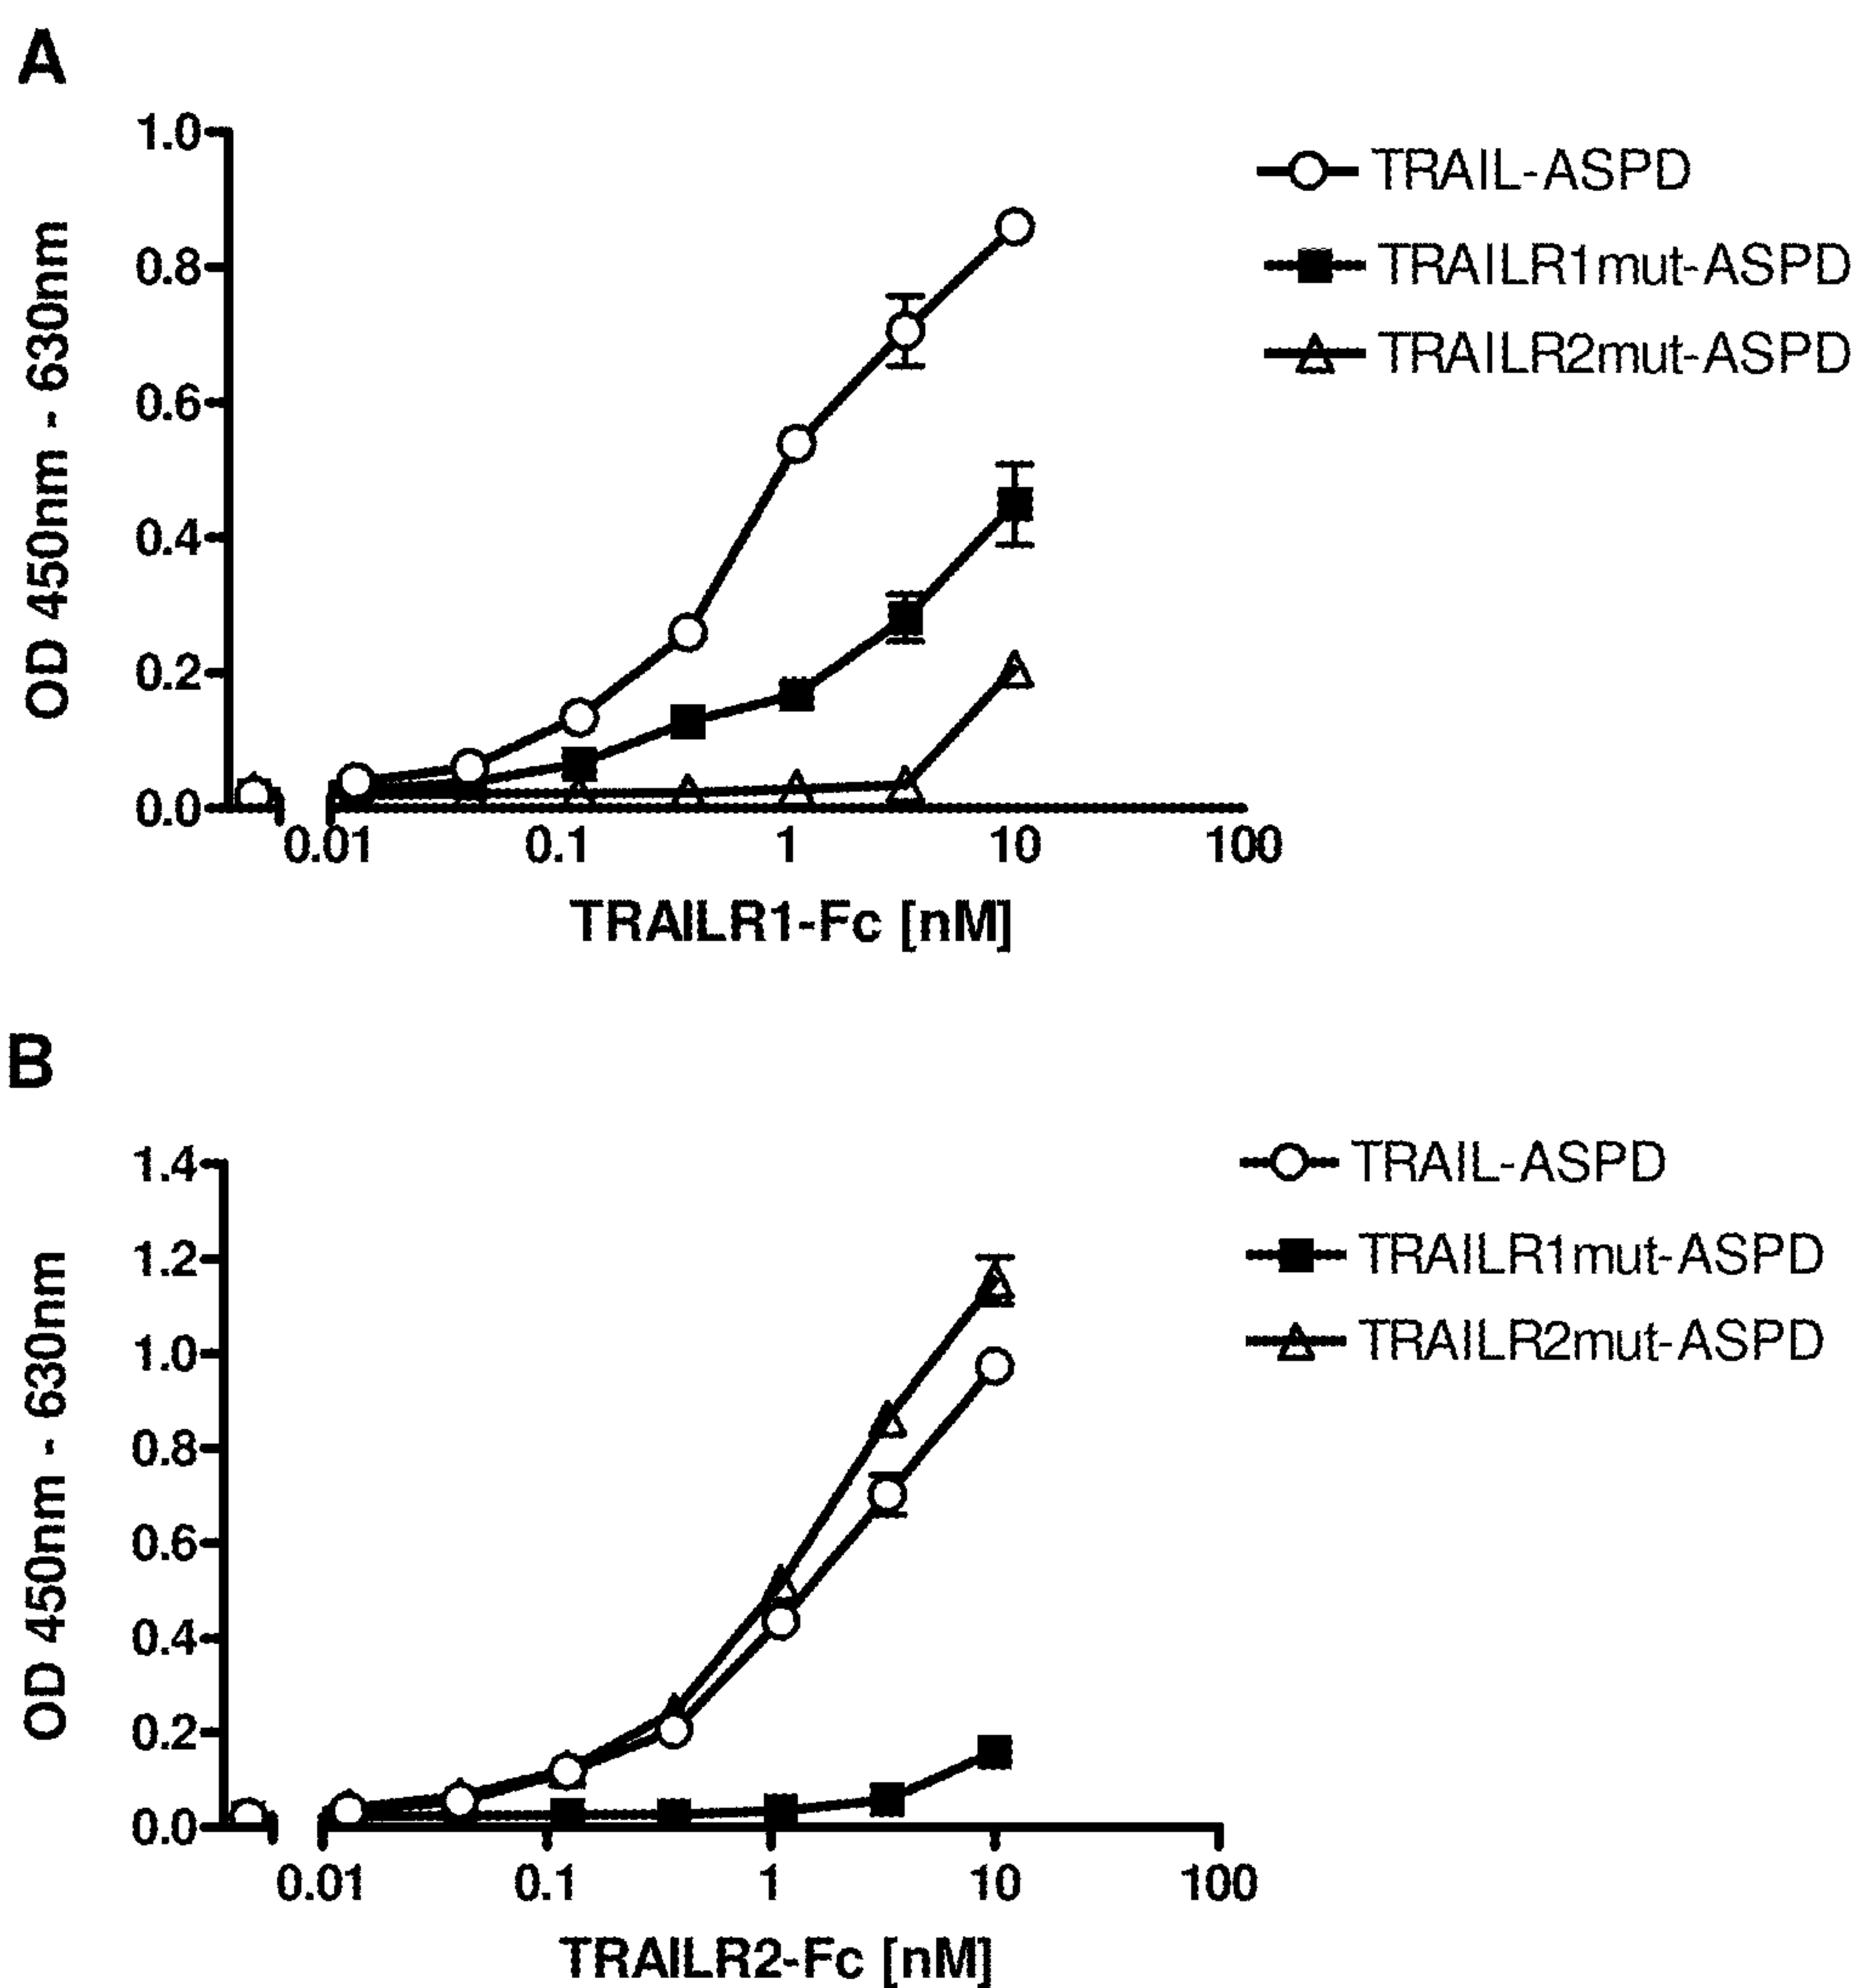 A
1.0
0.8
0.6
0.4
0.2
0.0
OD 450nm - 630nm
0.01
0.1
1
10
100
TRAILR1-Fc [nM]
TRAIL-ASPD
TRAILR1mut-ASPD
TRAILR2mut-ASPD
B
1.4
1.2
1.0
0.8
0.6
0.4
0.2
0.0
OD 450nm - 630nm
0.01
0.1
1
10
100
TRAILR2-Fc [nM]
TRAIL-ASPD
TRAILR1mut-ASPD
TRAILR2mut-ASPD